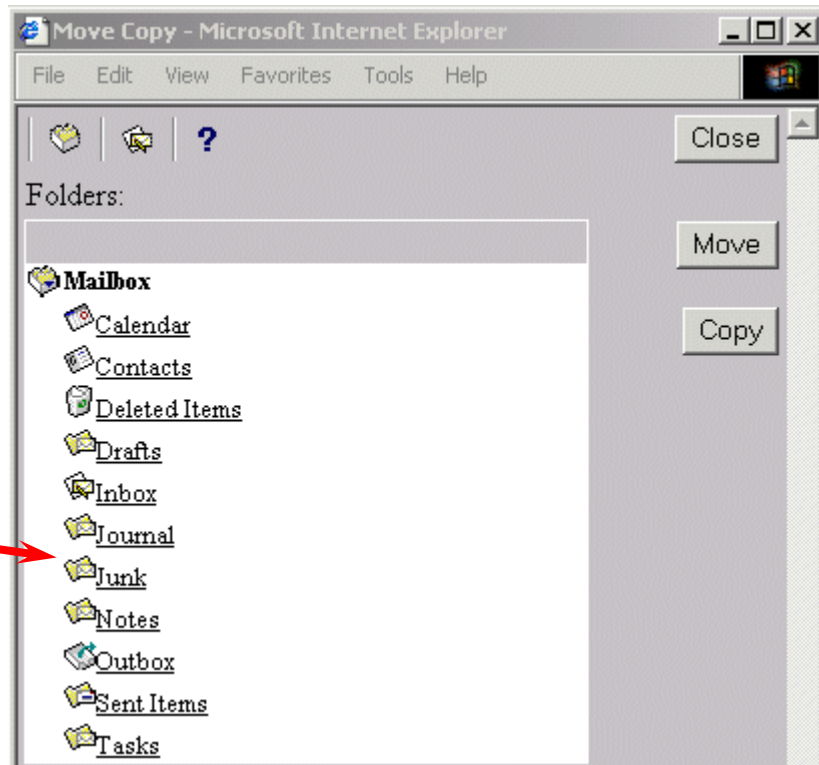 Move Copy - Microsoft Internet Explorer
File Edit View Favorites Tools Help
? Close
Folders:
Move
Mailbox
Calendar
Copy
Contacts
Deleted Items
Drafts
Inbox
Journal
Junk
Notes
Outbox
Sent Items
Tasks